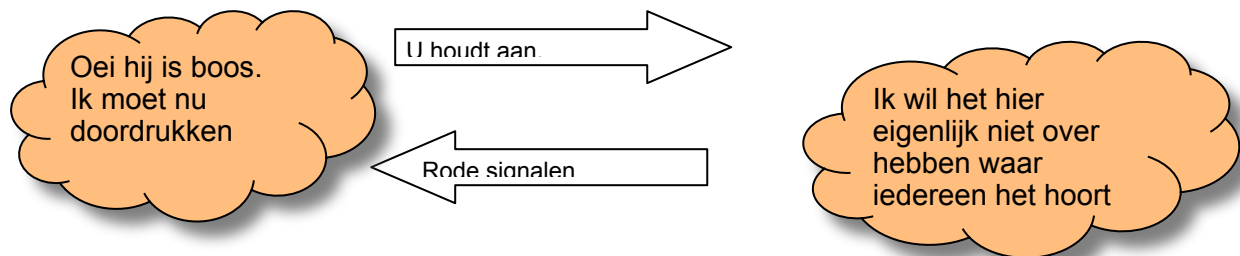 Oei hij is boos.
Ik moet nu
doordrukken
U houdt aan.
Rode signalen
Ik wil het hier
eigenlijk niet over
hebben waar
iedereen het hoort